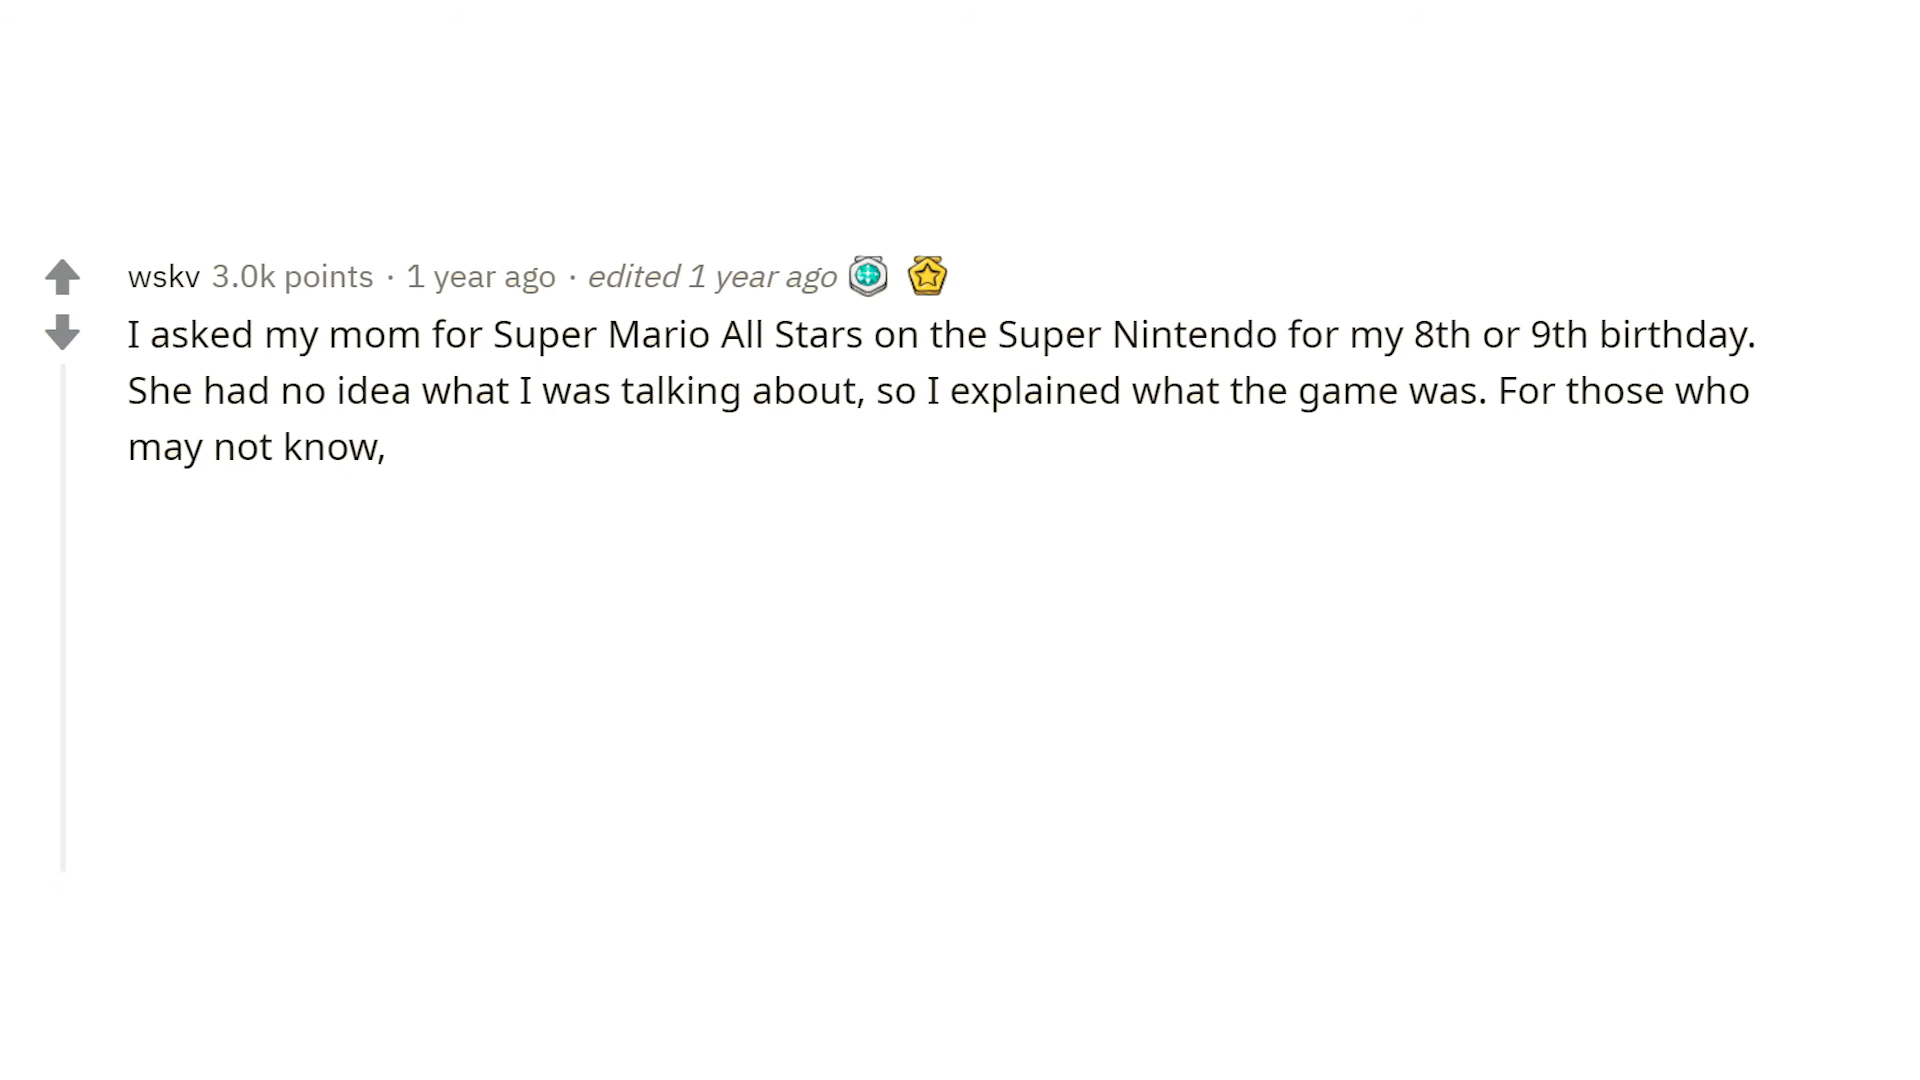 wskv 3.0k points · 1 year ago · edited 1 year ago
I asked my mom for Super Mario All Stars on the Super Nintendo for my 8th or 9th birthday.
She had no idea what I was talking about, so I explained what the game was. For those who
may not know,